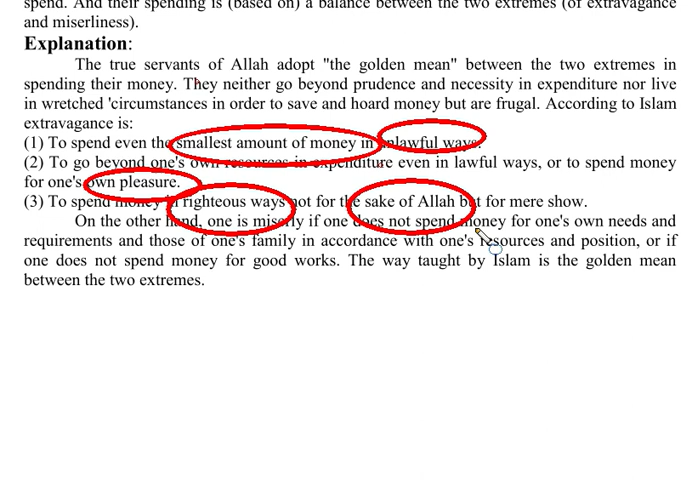 spend. And their spending is (based on) a balance between the two extremes (of extravagance
and miserliness).
Explanation:
The true servants of Allah adopt "the golden mean" between the two extremes in
spending their money. They neither go beyond prudence and necessity in expenditure nor live
in wretched 'circumstances in order to save and hoard money but are frugal. According to Islam
extravagance is:
(1) To spend even the smallest amount of money in unlawful ways.
(2) To go beyond one's own resources in expenditure even in lawful ways, or to spend money
for one's own pleasure.
(3) To spend money in righteous ways not for the sake of Allah but for mere show.
On the other hand, one is miserly if one does not spend money for one's own needs and
requirements and those of one's family in accordance with one's resources and position, or if
one does not spend money for good works. The way taught by Islam is the golden mean
between the two extremes.